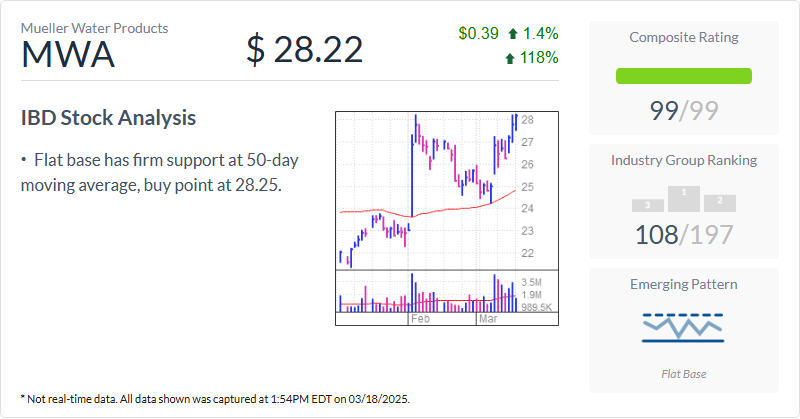 Mueller Water Products
MWA
$ 28.22
$0.39 1.4%
118%
IBD Stock Analysis
• Flat base has firm support at 50-day
moving average, buy point at 28.25.
28
27
26
25
24
23
22
3.5M
1.9M
989.5K
Feb
Mar
Composite Rating
99/99
Industry Group Ranking
3
1
2
108/197
Emerging Pattern
Flat Base
* Not real-time data. All data shown was captured at 1:54PM EDT on 03/18/2025.